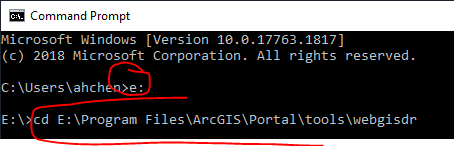 Command Prompt
Microsoft Windows [Version 10.0.17763.1817]
(c) 2018 Microsoft Corporation. All rights reserved.
C:\Users\ahchen>e:
E:\>cd E:\Program Files\ArcGIS\Portal\tools\webgisdr